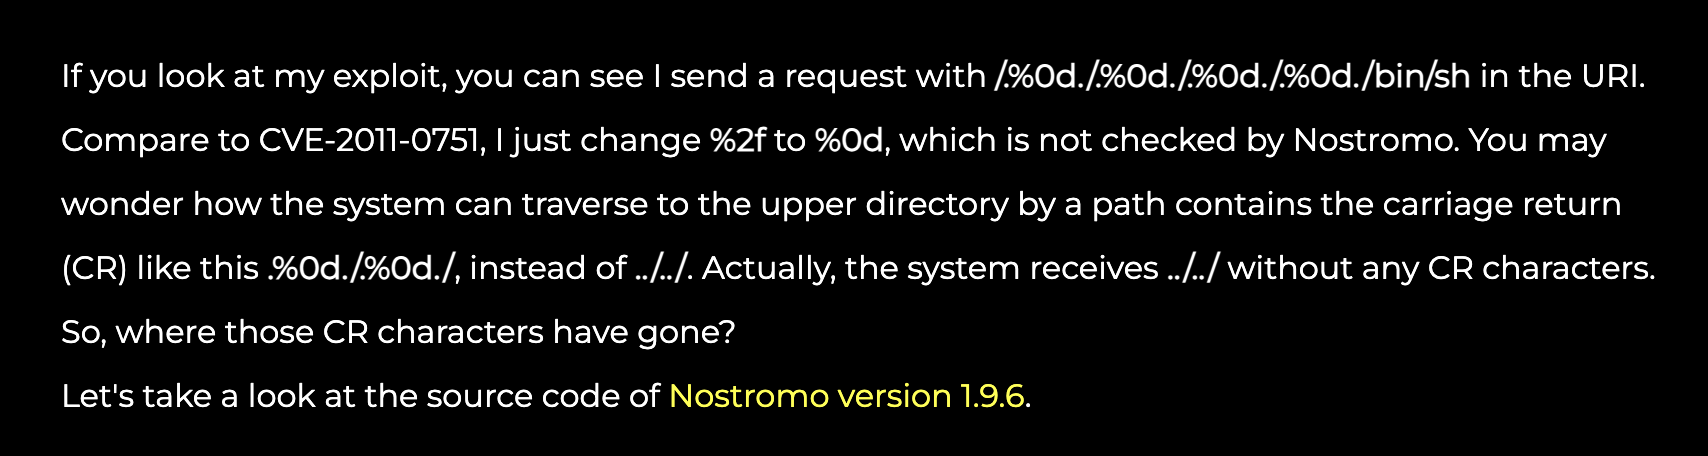 If you look at my exploit, you can see I send a request with /.%0d./.%0d./.%0d./.%0d./bin/sh in the URI.
Compare to CVE-2011-0751, I just change %2f to %0d, which is not checked by Nostromo. You may
wonder how the system can traverse to the upper directory by a path contains the carriage return
(CR) like this .%0d./.%0d./, instead of ../../. Actually, the system receives ../../ without any CR characters.
So, where those CR characters have gone?
Let's take a look at the source code of Nostromo version 1.9.6.